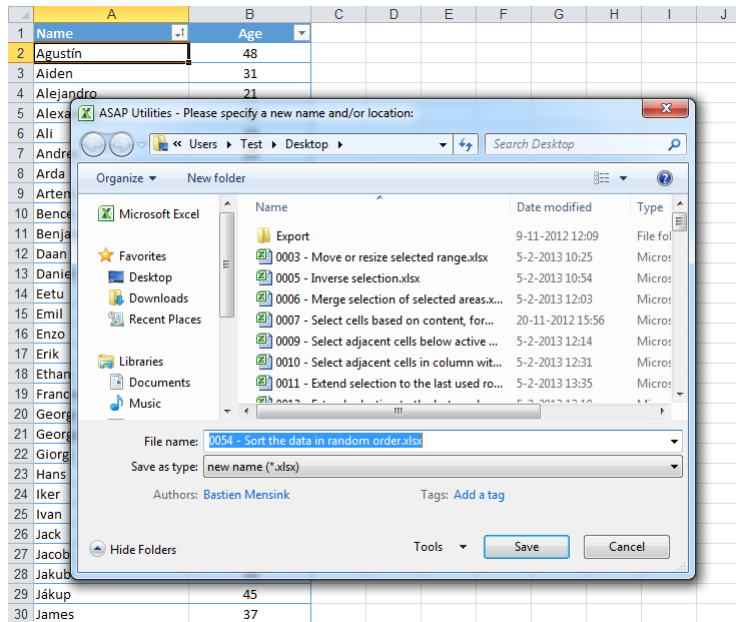 A B C D E F G H I J
1 Name Age
2 Agustín 48
3 Aiden 31
4 Alejandro 21
5 Alexa
6 Ali
7 Andre
8 Arda
9 Artem
10 Bence
11 Benja
12 Daan
13 Danie
14 Eetu
15 Emil
16 Enzo
17 Erik
18 Ethan
19 Franc
20 Georg
21 Georg
22 Giorg
23 Hans
24 Iker
25 Ivan
26 Jack
27 Jacob
28 Jakub
29 Jákup 45
30 James 37
ASAP Utilities - Please specify a new name and/or location:
« Users Test Desktop
Search Desktop
Organize New folder
Microsoft Excel
Favorites
Desktop
Downloads
Recent Places
Libraries
Documents
Music
Name Date modified Type
Export 9-11-2012 12:09 File fol
0003 - Move or resize selected range.xlsx 5-2-2013 10:25 Micros
0005 - Inverse selection.xlsx 5-2-2013 10:54 Micros
0006 - Merge selection of selected areas.x... 5-2-2013 12:03 Micros
0007 - Select cells based on content, for... 20-11-2012 15:56 Micros
0009 - Select adjacent cells below active ... 5-2-2013 12:14 Micros
0010 - Select adjacent cells in column wit... 5-2-2013 12:31 Micros
0011 - Extend selection to the last used ro... 5-2-2013 13:35 Micros
File name: 0054 - Sort the data in random order.xlsx
Save as type: new name (*.xlsx)
Authors: Bastien Mensink Tags: Add a tag
Hide Folders Tools Save Cancel